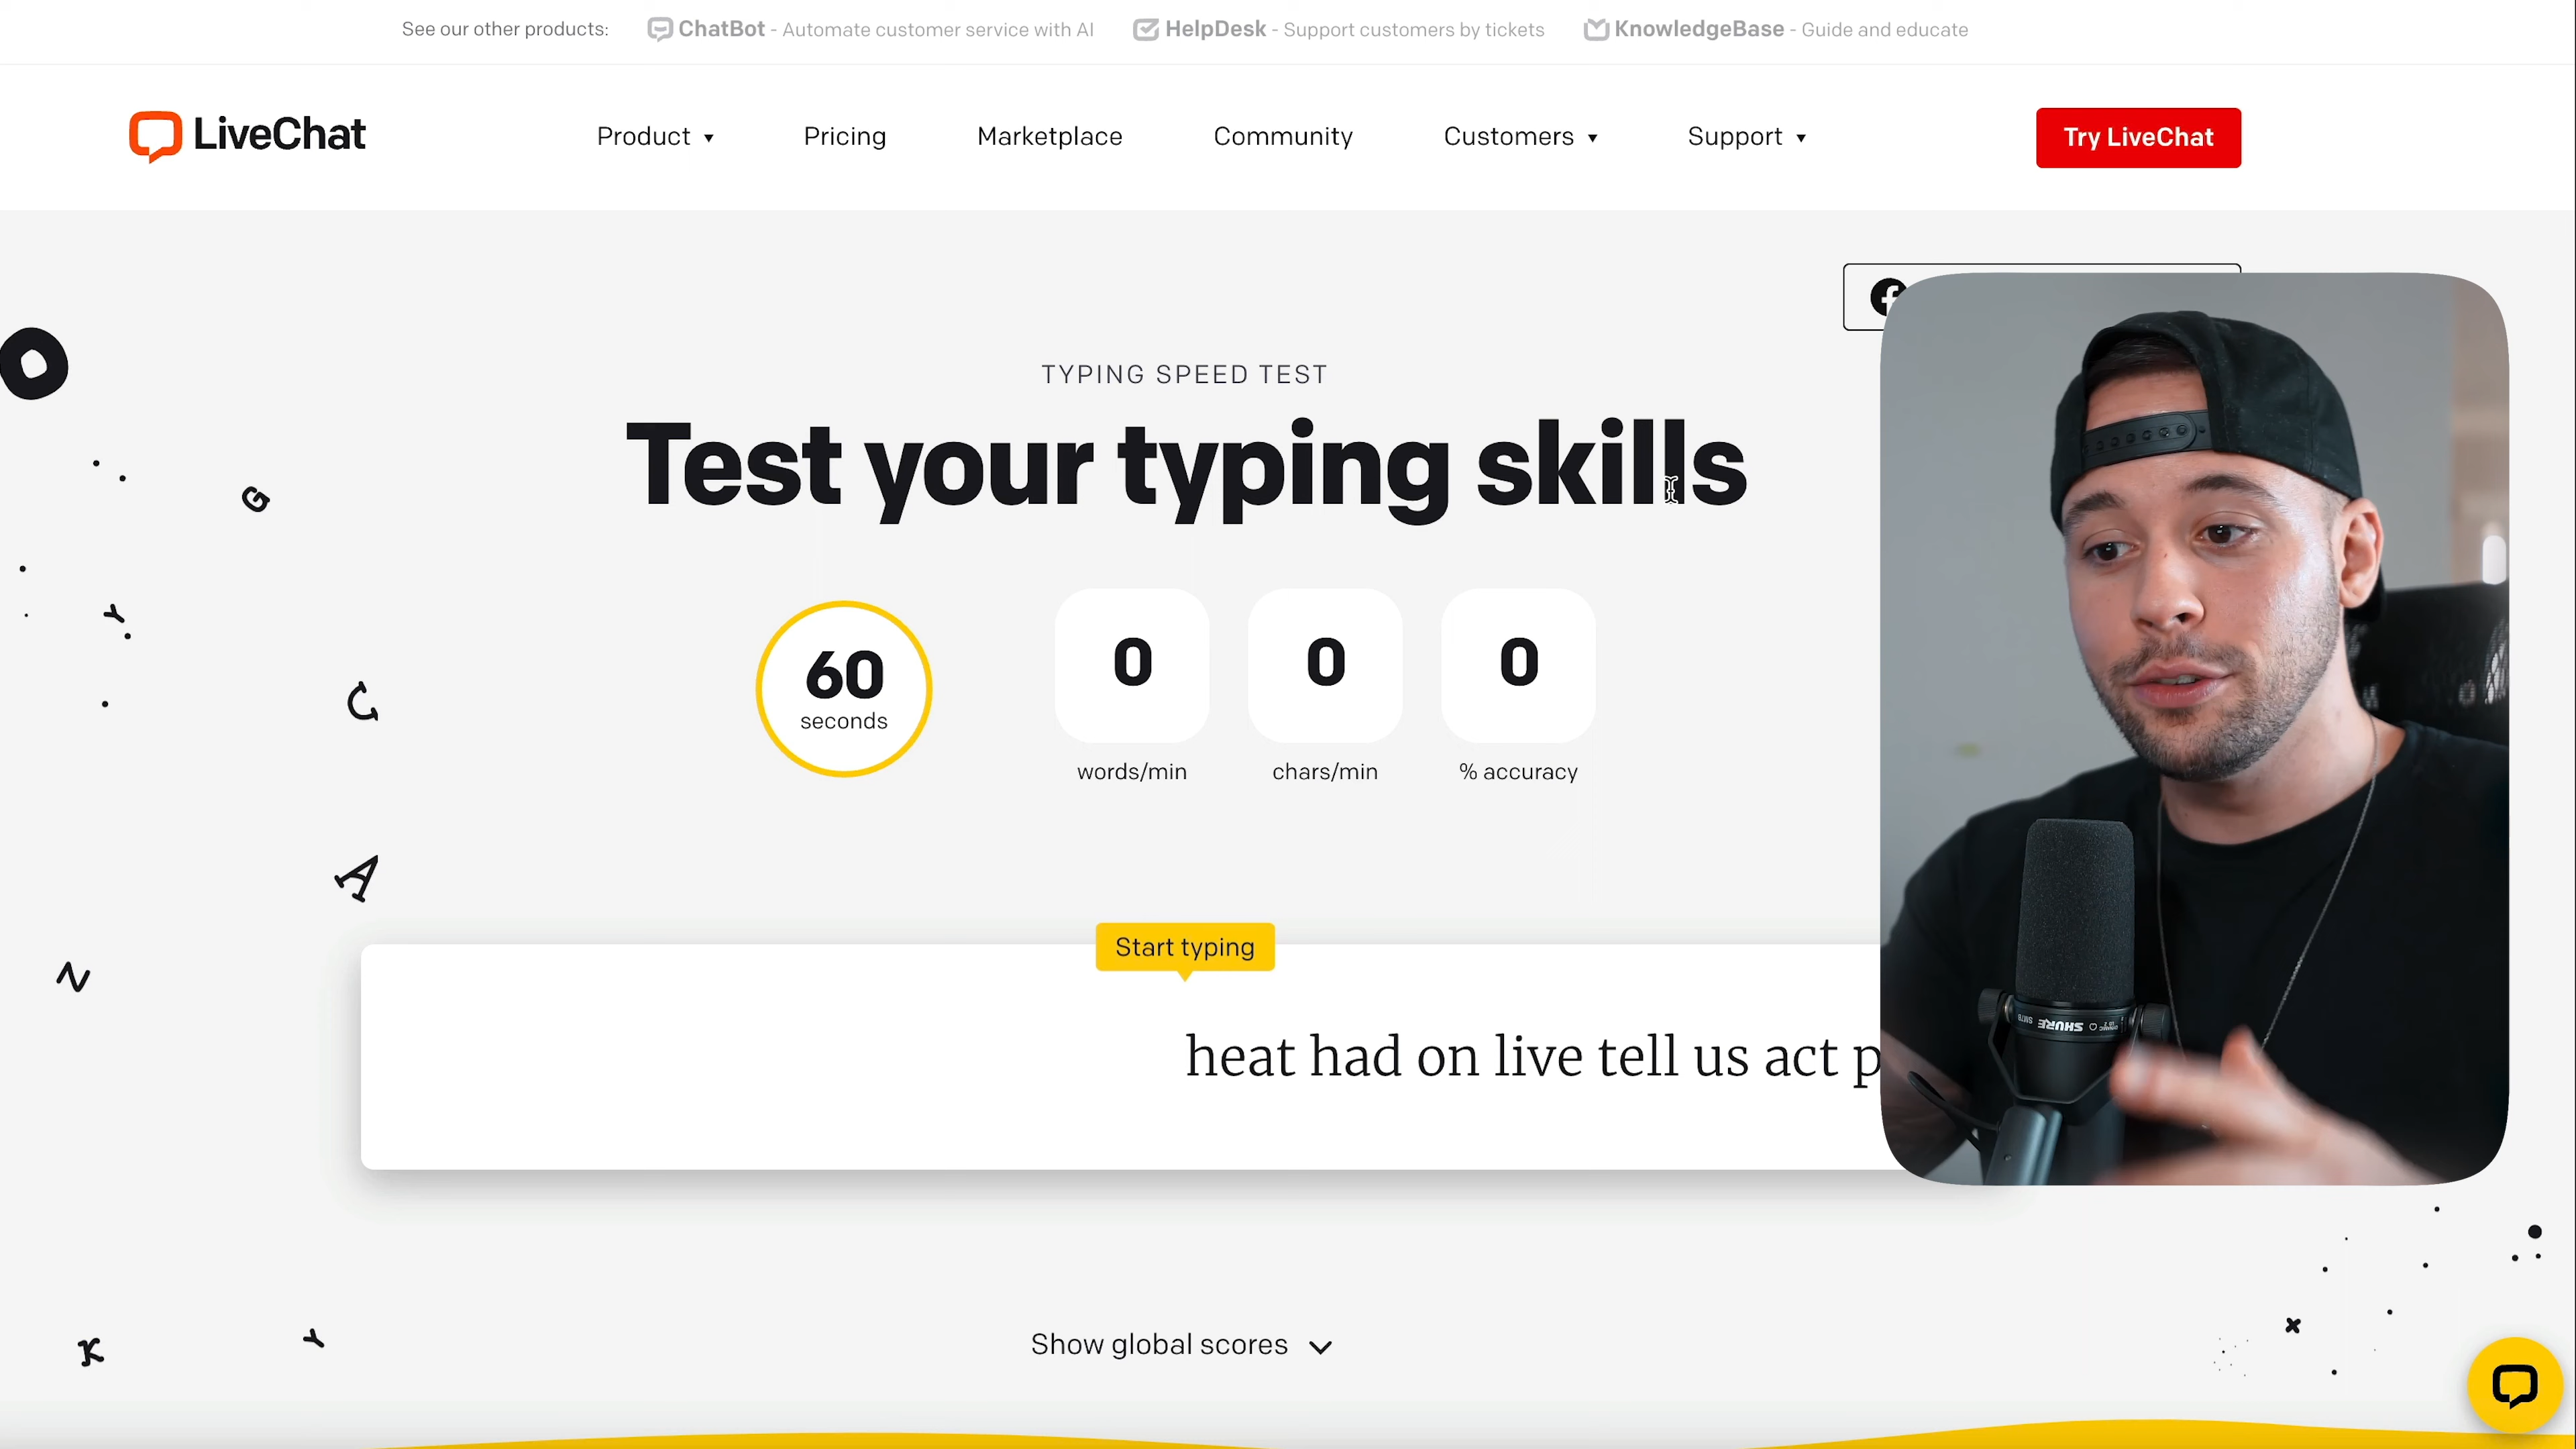 See our other products: ChatBot - Automate customer service with AI HelpDesk - Support customers by tickets KnowledgeBase - Guide and educate
LiveChat Product Pricing Marketplace Community Customers Support Try LiveChat
TYPING SPEED TEST
Test your typing skills
60
seconds
0 0 0
words/min chars/min % accuracy
Start typing
heat had on live tell us act p
SHURE
SM7B
Show global scores
O
G
Y
C
A
N
K
Y